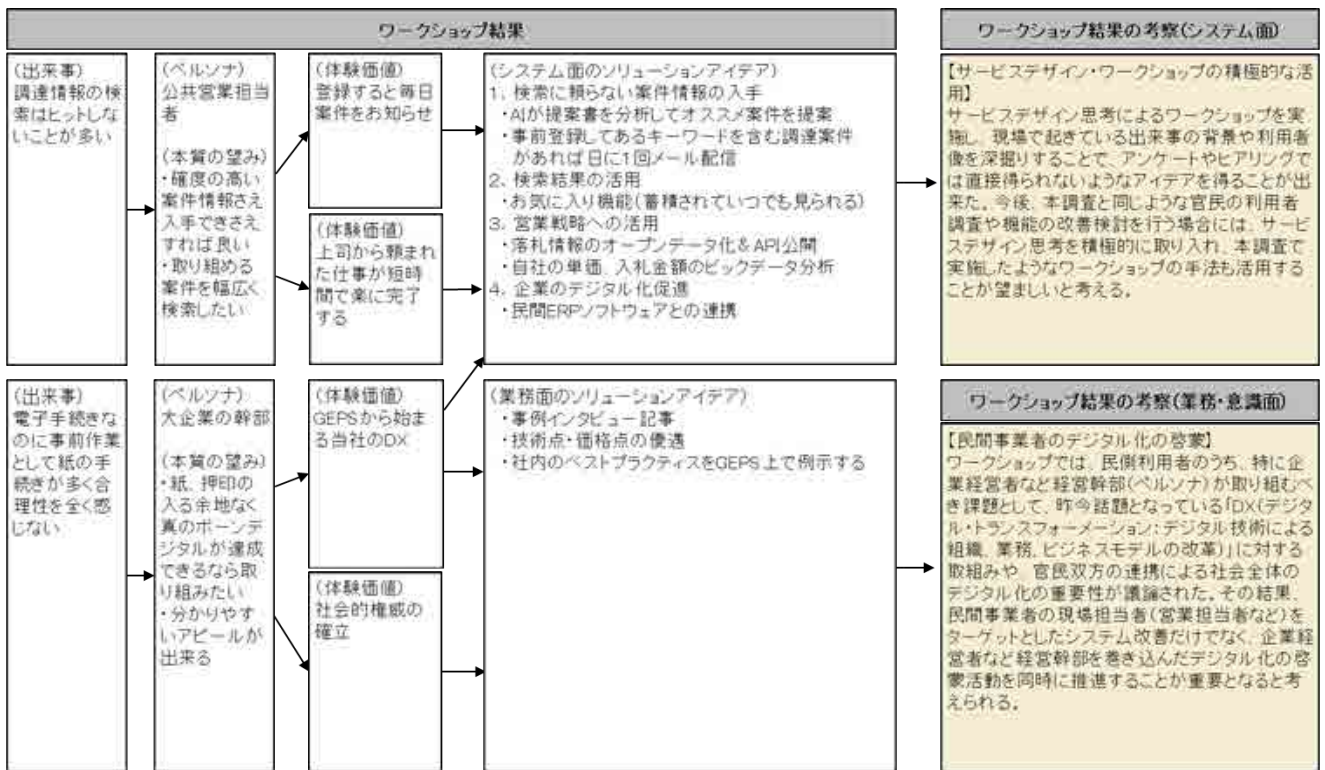 ワークショップ結果
(出来事)
調達情報の検
索はヒットしな
いことが多い
(ペルソナ)
公共営業担当
者
(本質の望み)
・確度の高い
案件情報さえ
入手できさえ
すれば良い
・取り組める
案件を幅広く
検索したい
(体験価値)
登録すると毎日
案件をお知らせ
(体験価値)
上司から頼まれ
た仕事が短時
間で楽に完了
する
(システム面のソリューションアイデア)
1. 検索に頼らない案件情報の入手
・AIが提案書を分析してオススメ案件を提案
・事前登録してあるキーワードを含む調達案件
があれば日に1回メール配信
2. 検索結果の活用
・お気に入り機能(蓄積されていつでも見られる)
3. 営業戦略への活用
・落札情報のオープンデータ化&API公開
・自社の単価、入札金額のビックデータ分析
4. 企業のデジタル化促進
・民間ERPソフトウェアとの連携
(出来事)
電子手続きな
のに事前作業
として紙の手
続きが多く合
理性を全く感
じない
(ペルソナ)
大企業の幹部
(本質の望み)
・紙、押印の
入る余地なく
真のボーンデ
ジタルが達成
できるなら取
り組みたい
・分かりやす
いアピールが
出来る
(体験価値)
GEPSから始ま
る当社のDX
(体験価値)
社会的権威の
確立
(業務面のソリューションアイデア)
・事例インタビュー記事
・技術点・価格点の優遇
・社内のベストプラクティスをGEPS上で例示する
ワークショップ結果の考察(システム面)
【サービスデザイン・ワークショップの積極的な活
用】
サービスデザイン思考によるワークショップを実
施し、現場で起きている出来事の背景や利用者
像を深掘りすることで、アンケートやヒアリングで
は直接得られないようなアイデアを得ることが出
来た。今後、本調査と同じような官民の利用者
調査や機能の改善検討を行う場合には、サービ
スデザイン思考を積極的に取り入れ、本調査で
実施したようなワークショップの手法も活用する
ことが望ましいと考える。
ワークショップ結果の考察(業務・意識面)
【民間事業者のデジタル化の啓蒙】
ワークショップでは、民側利用者のうち、特に企
業経営者など経営幹部(ペルソナ)が取り組むべ
き課題として、昨今話題となっている「DX(デジタ
ル・トランスフォーメーション:デジタル技術による
組織、業務、ビジネスモデルの改革)」に対する
取組みや、官民双方の連携による社会全体の
デジタル化の重要性が議論された。その結果、
民間事業者の現場担当者(営業担当者など)を
ターゲットとしたシステム改善だけでなく、企業経
営者など経営幹部を巻き込んだデジタル化の啓
蒙活動を同時に推進することが重要となると考
えられる。